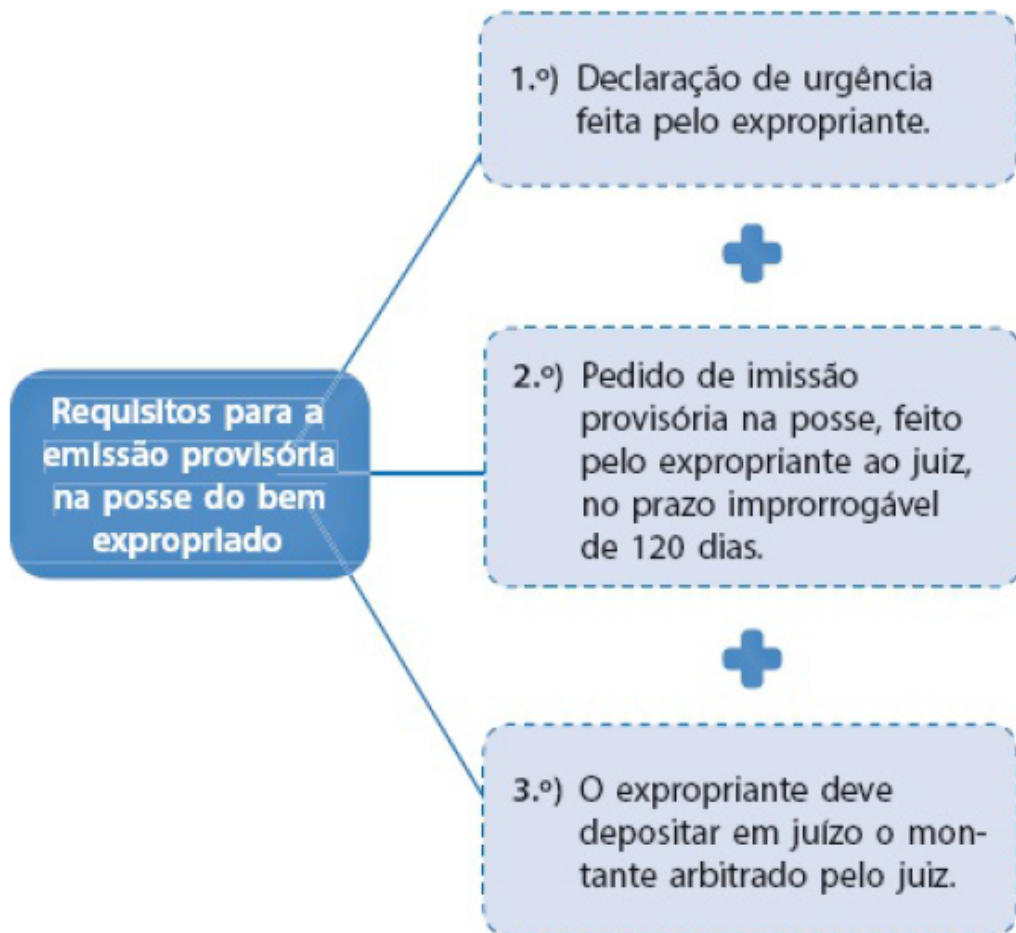 Requisitos para a
emissão provisória
na posse do bem
expropriado
1.º) Declaração de urgência
feita pelo expropriante.
2.º) Pedido de imissão
provisória na posse, feito
pelo expropriante ao juiz,
no prazo improrrogável
de 120 dias.
3.º) O expropriante deve
depositar em juízo o mon-
tante arbitrado pelo juiz.